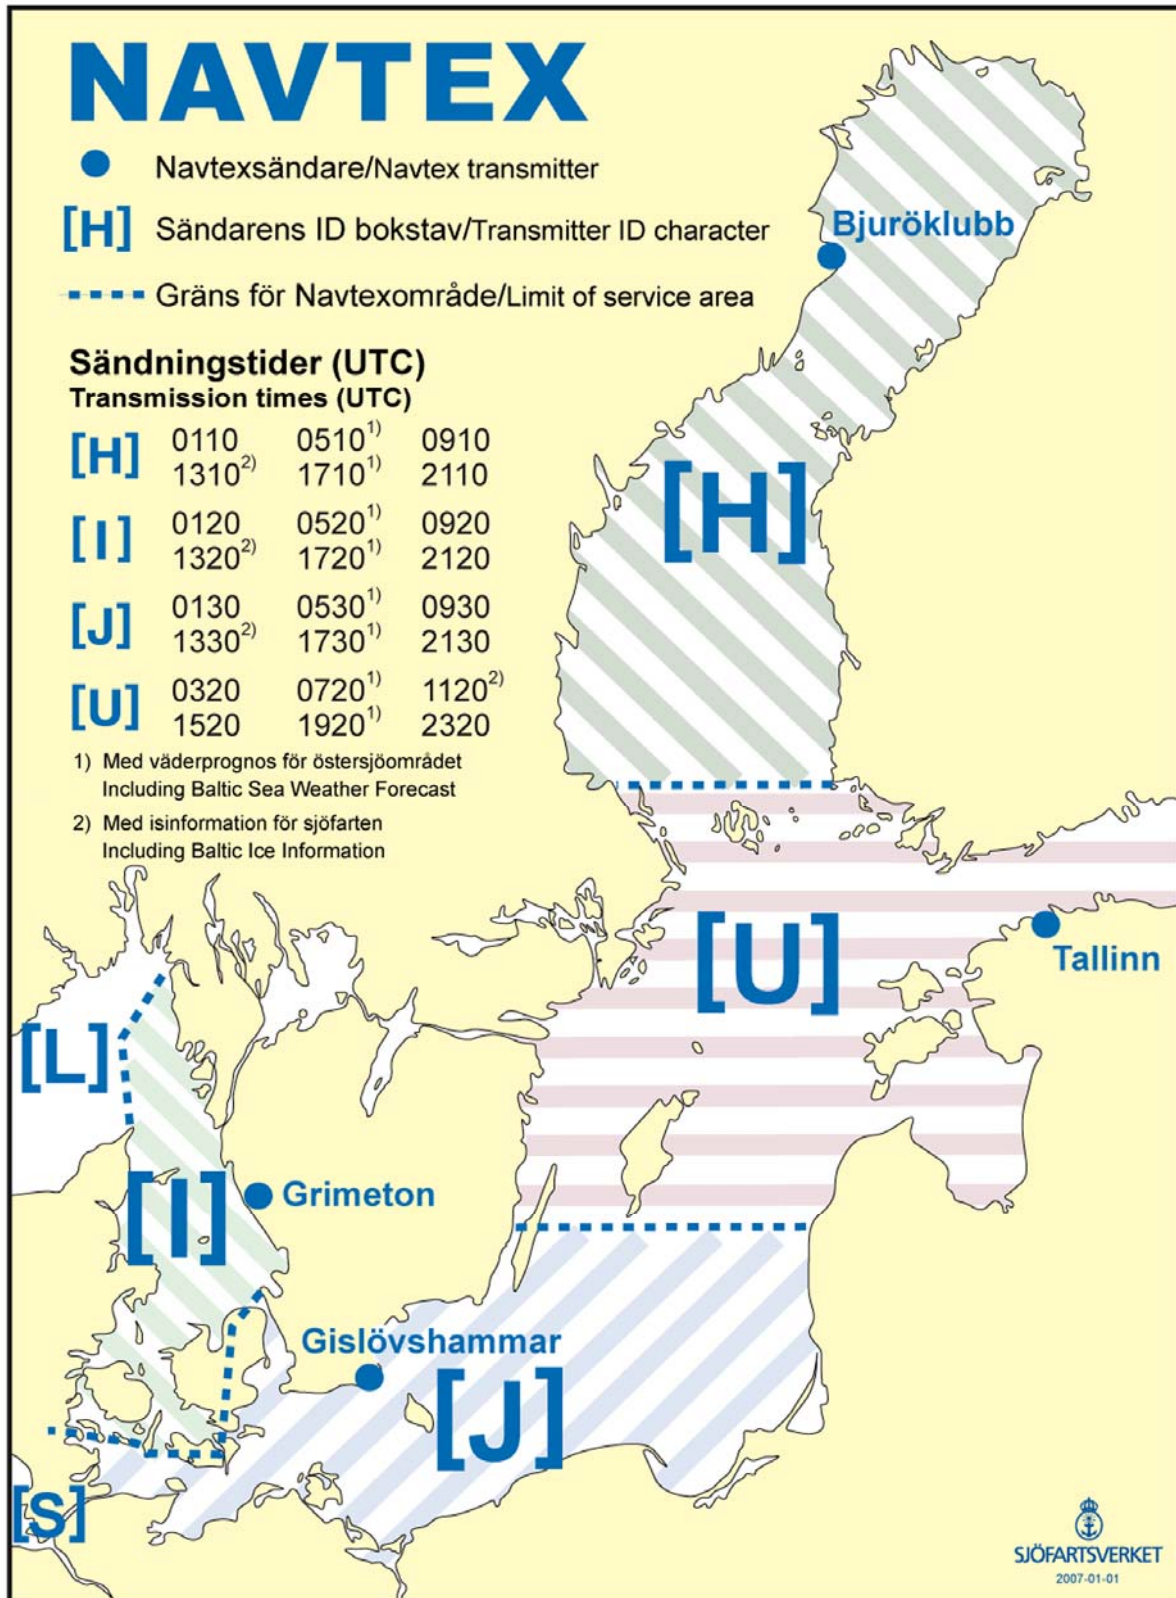 NAVTEX
Navtexsändare/Navtex transmitter
[H] Sändarens ID bokstav/Transmitter ID character
Gräns för Navtexområde/Limit of service area
Sändningstider (UTC)
Transmission times (UTC)
[H] 0110 0510¹⁾ 0910
1310²⁾ 1710¹⁾ 2110
[I] 0120 0520¹⁾ 0920
1320²⁾ 1720¹⁾ 2120
[J] 0130 0530¹⁾ 0930
1330²⁾ 1730¹⁾ 2130
[U] 0320 0720¹⁾ 1120²⁾
1520 1920¹⁾ 2320
1) Med väderprognos för östersjöområdet
Including Baltic Sea Weather Forecast
2) Med isinformation för sjöfarten
Including Baltic Ice Information
Bjuröklubb
[H]
[U]
Tallinn
[L]
[I]
Grimeton
Gislövshammar
[J]
[S]
SJÖFARTSVERKET
2007-01-01